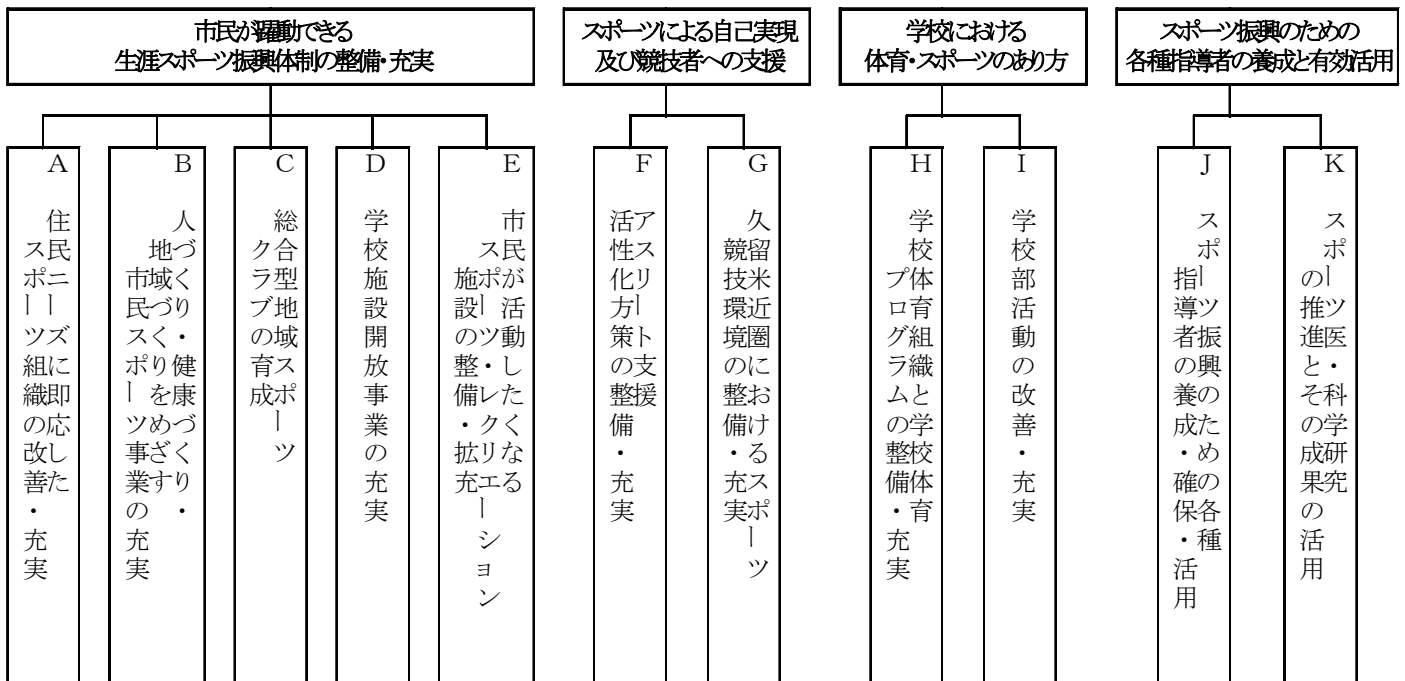 市民が躍動できる
生涯スポーツ振興体制の整備・充実
スポーツによる自己実現
及び競技者への支援
学校における
体育・スポーツのあり方
スポーツ振興のための
各種指導者の養成と有効活用
A
住民ニーズに即応した
スポーツ組織の改善・充実
B
人づくり・健康づくり・
地域づくりをめざす
市民スポーツ事業の充実
C
総合型地域スポーツ
クラブの育成
D
学校施設開放事業の充実
E
市民が活動したくなる
スポーツ・レクリエーション
施設の整備・拡充
F
アスリート支援
活性化方策の整備・充実
G
久留米近圏におけるスポーツ
競技環境の整備・充実
H
学校体育組織と学校体育
プログラムの整備・充実
I
学校部活動の改善・充実
J
スポーツ振興のための各種
指導者の養成・確保・活用
K
スポーツ医・科学研究
の推進とその成果の活用